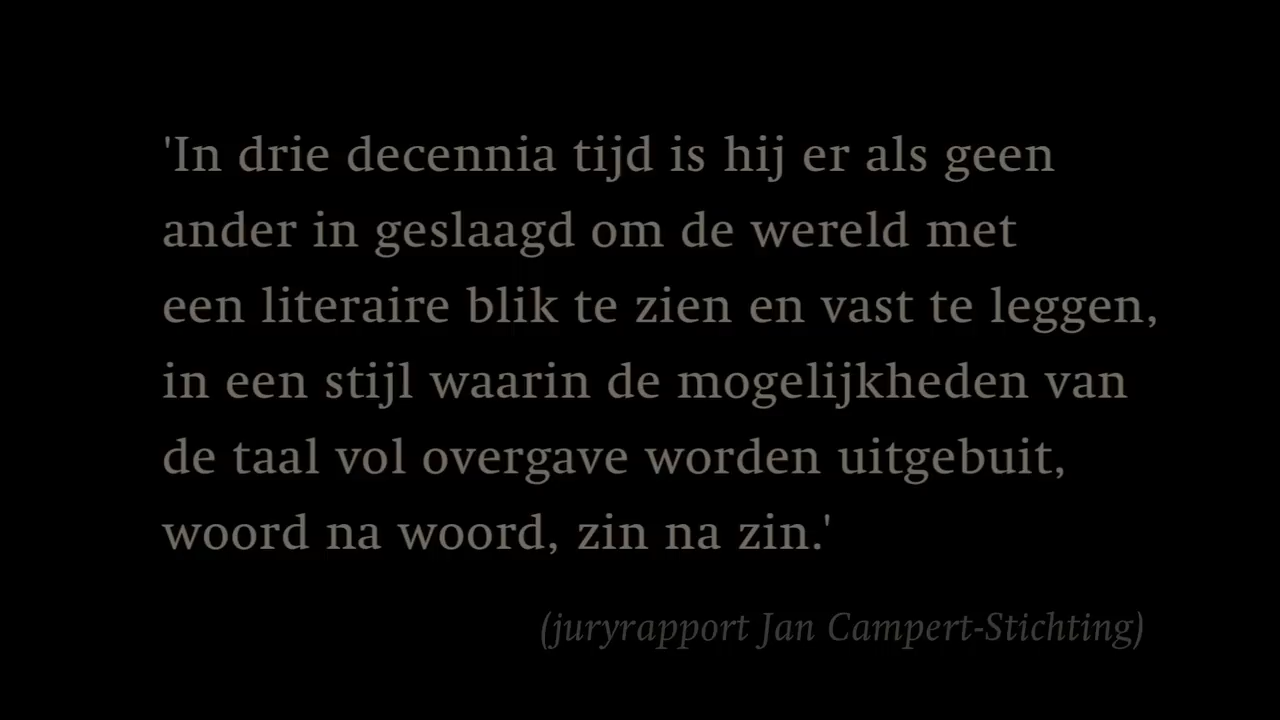 'In drie decennia tijd is hij er als geen
ander in geslaagd om de wereld met
een literaire blik te zien en vast te leggen,
in een stijl waarin de mogelijkheden van
de taal vol overgave worden uitgebuit,
woord na woord, zin na zin.'
(juryrapport Jan Campert-Stichting)